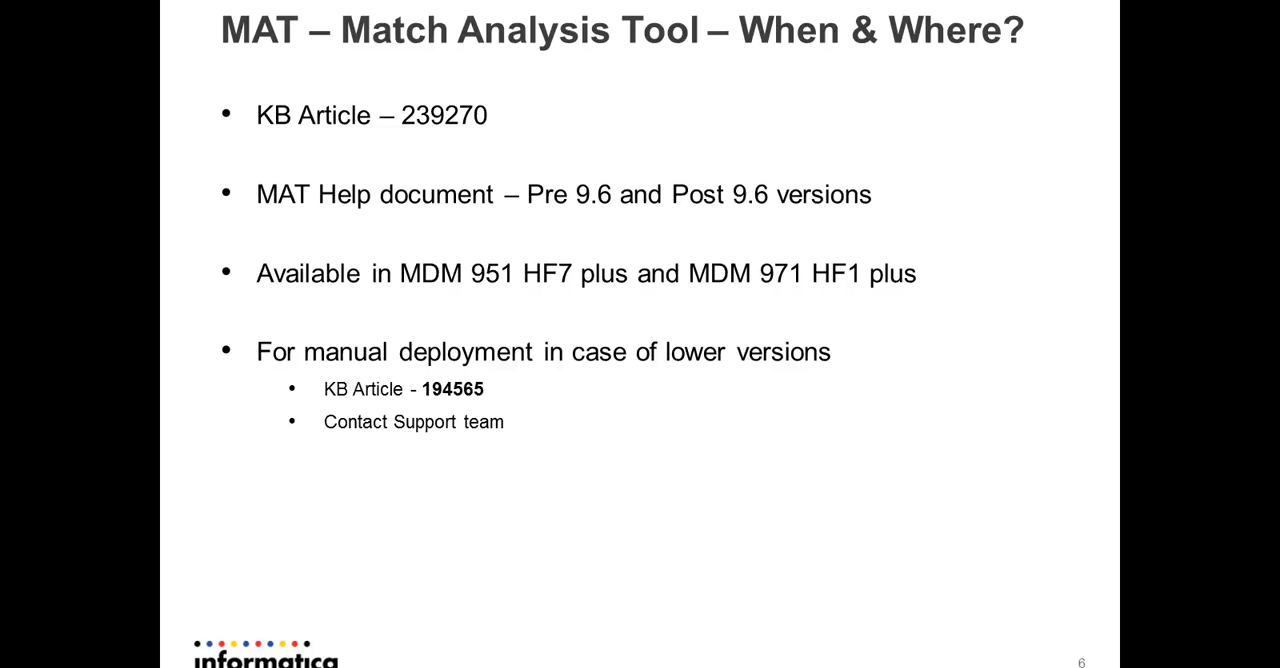 MAT – Match Analysis Tool – When & Where?
• KB Article – 239270
• MAT Help document – Pre 9.6 and Post 9.6 versions
• Available in MDM 951 HF7 plus and MDM 971 HF1 plus
• For manual deployment in case of lower versions
• KB Article - 194565
• Contact Support team
informatica
6